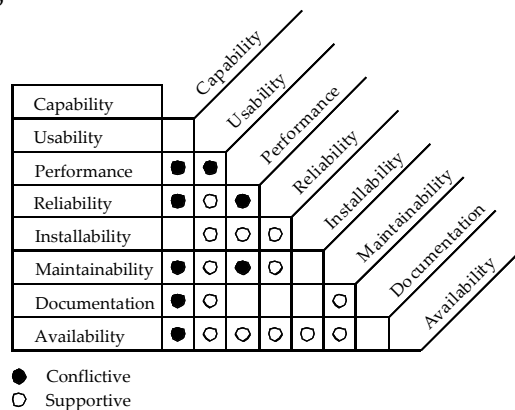 Capability
Usability
Performance
Reliability
Installability
Maintainability
Documentation
Availability
Capability
Usability
Performance
Reliability
Installability
Maintainability
Documentation
Availability
Conflictive
Supportive